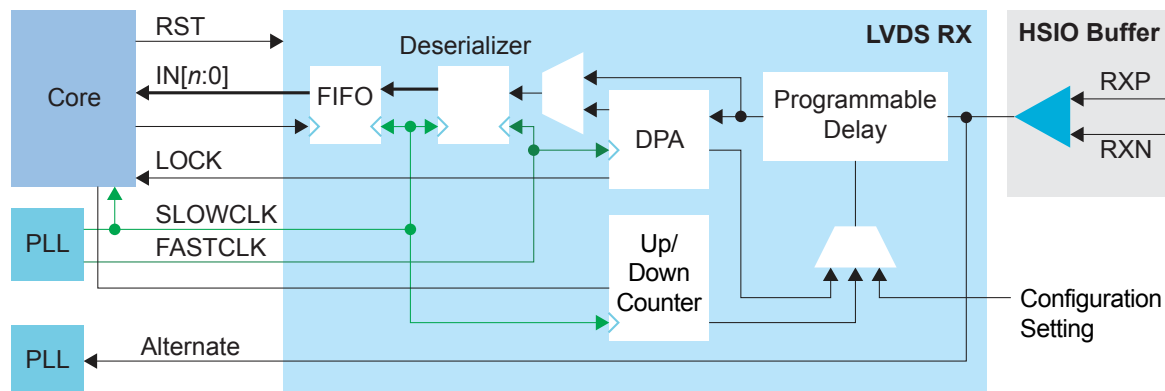 RST
LVDS RX
HSIO Buffer
Deserializer
Core
IN[n:0]
FIFO
Programmable
Delay
RXP
DPA
RXN
LOCK
SLOWCLK
PLL
FASTCLK
Up/
Down
Counter
Configuration
Setting
PLL
Alternate